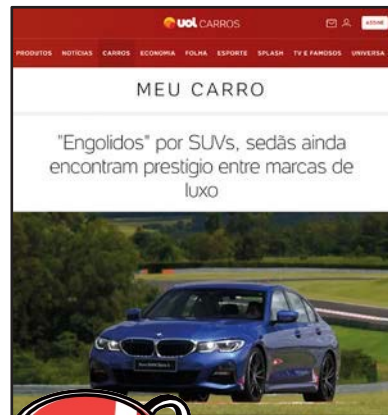 uol CARROS
assine
PRODUTOS NOTÍCIAS CARROS ECONOMIA FOLHA ESPORTE SPLASH TV E FAMOSOS UNIVERSA
MEU CARRO
"Engolidos" por SUVs, sedãs ainda
encontram prestígio entre marcas de
luxo